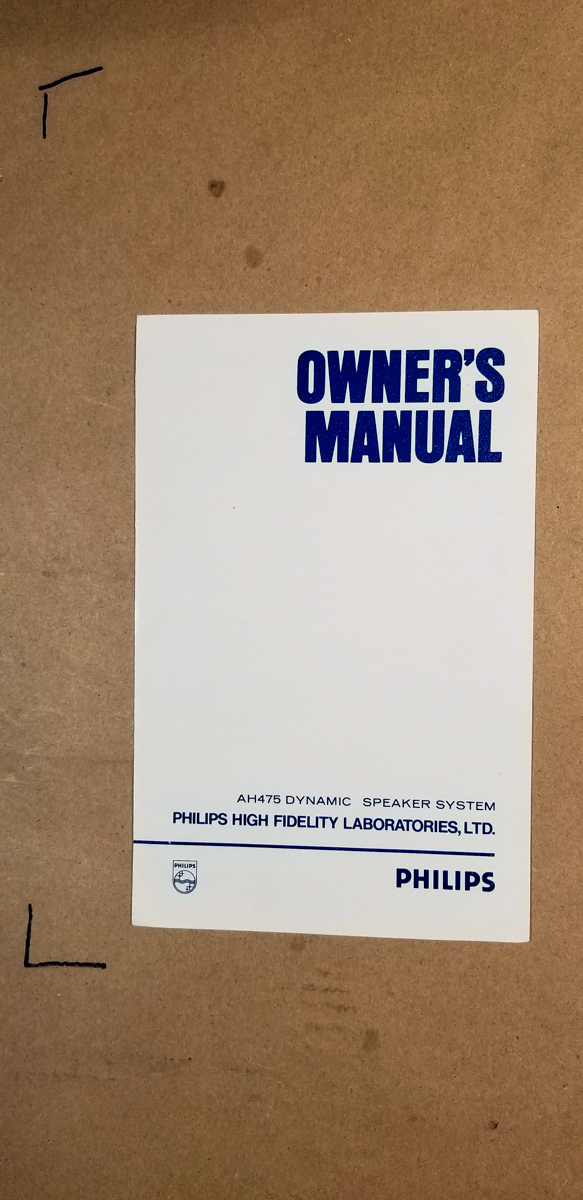 OWNER'S
MANUAL
AH475 DYNAMIC SPEAKER SYSTEM
PHILIPS HIGH FIDELITY LABORATORIES, LTD.
PHILIPS
PHILIPS